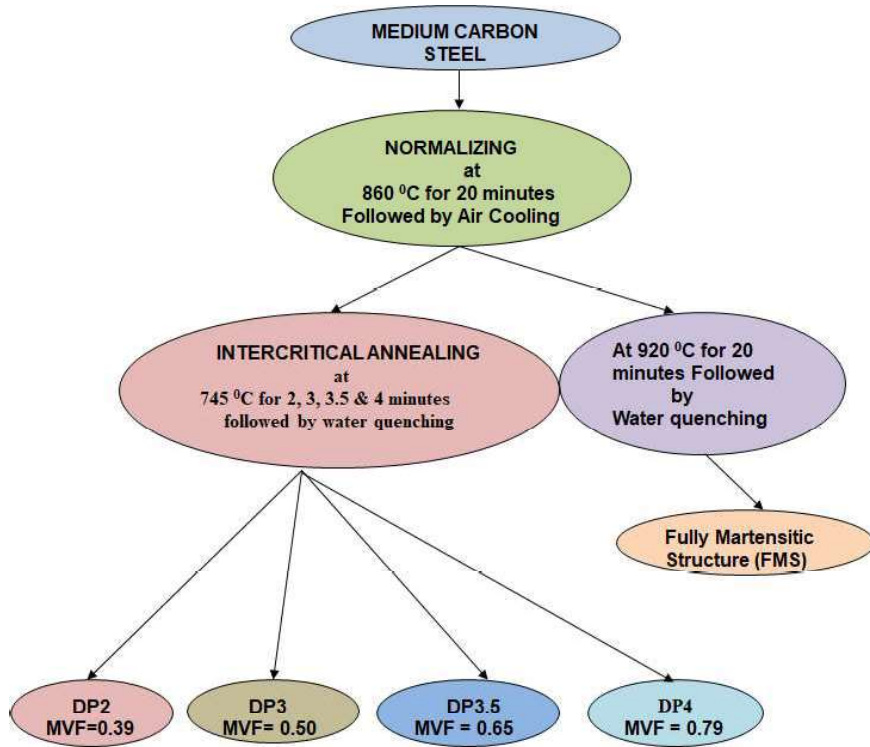 MEDIUM CARBON
STEEL
NORMALIZING
at
860 ⁰C for 20 minutes
Followed by Air Cooling
INTERCRITICAL ANNEALING
at
745 ⁰C for 2, 3, 3.5 & 4 minutes
followed by water quenching
At 920 ⁰C for 20
minutes Followed
by
Water quenching
Fully Martensitic
Structure (FMS)
DP2
MVF=0.39
DP3
MVF= 0.50
DP3.5
MVF = 0.65
DP4
MVF = 0.79